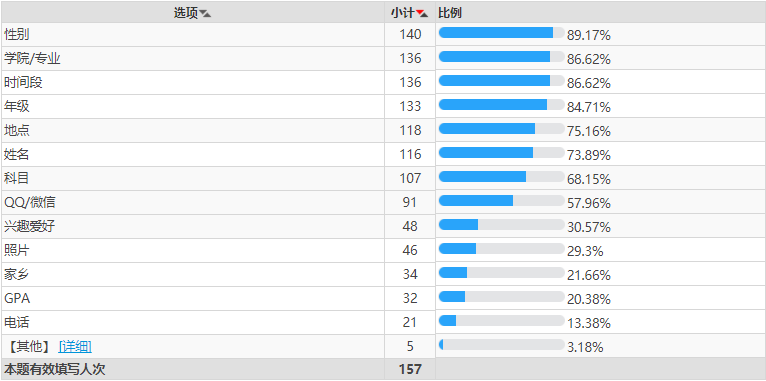 选项 小计 比例
性别 140 89.17%
学院/专业 136 86.62%
时间段 136 86.62%
年级 133 84.71%
地点 118 75.16%
姓名 116 73.89%
科目 107 68.15%
QQ/微信 91 57.96%
兴趣爱好 48 30.57%
照片 46 29.3%
家乡 34 21.66%
GPA 32 20.38%
电话 21 13.38%
【其他】 [详细] 5 3.18%
本题有效填写人次 157